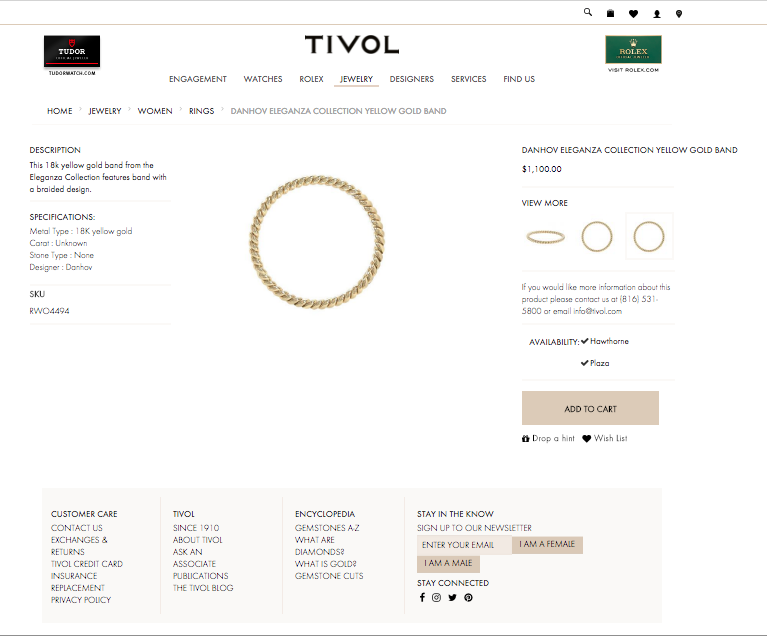 TUDOR
TUDORWATCH.COM
TIVOL
ROLEX
VISIT ROLEX.COM
ENGAGEMENT WATCHES ROLEX JEWELRY DESIGNERS SERVICES FIND US
HOME JEWELRY WOMEN RINGS DANHOV ELEGANZA COLLECTION YELLOW GOLD BAND
DESCRIPTION
This 18k yellow gold band from the
Eleganza Collection features band with
a braided design.
SPECIFICATIONS:
Metal Type : 18K yellow gold
Carat : Unknown
Stone Type : None
Designer : Danhov
SKU
RWO4494
DANHOV ELEGANZA COLLECTION YELLOW GOLD BAND
$1,100.00
VIEW MORE
If you would like more information about this
product please contact us at (816) 531-
5800 or email info@tivol.com
AVAILABILITY: Hawthorne
Plaza
ADD TO CART
Drop a hint Wish List
CUSTOMER CARE
CONTACT US
EXCHANGES &
RETURNS
TIVOL CREDIT CARD
INSURANCE
REPLACEMENT
PRIVACY POLICY
TIVOL
SINCE 1910
ABOUT TIVOL
ASK AN
ASSOCIATE
PUBLICATIONS
THE TIVOL BLOG
ENCYCLOPEDIA
GEMSTONES A-Z
WHAT ARE
DIAMONDS?
WHAT IS GOLD?
GEMSTONE CUTS
STAY IN THE KNOW
SIGN UP TO OUR NEWSLETTER
ENTER YOUR EMAIL I AM A FEMALE
I AM A MALE
STAY CONNECTED